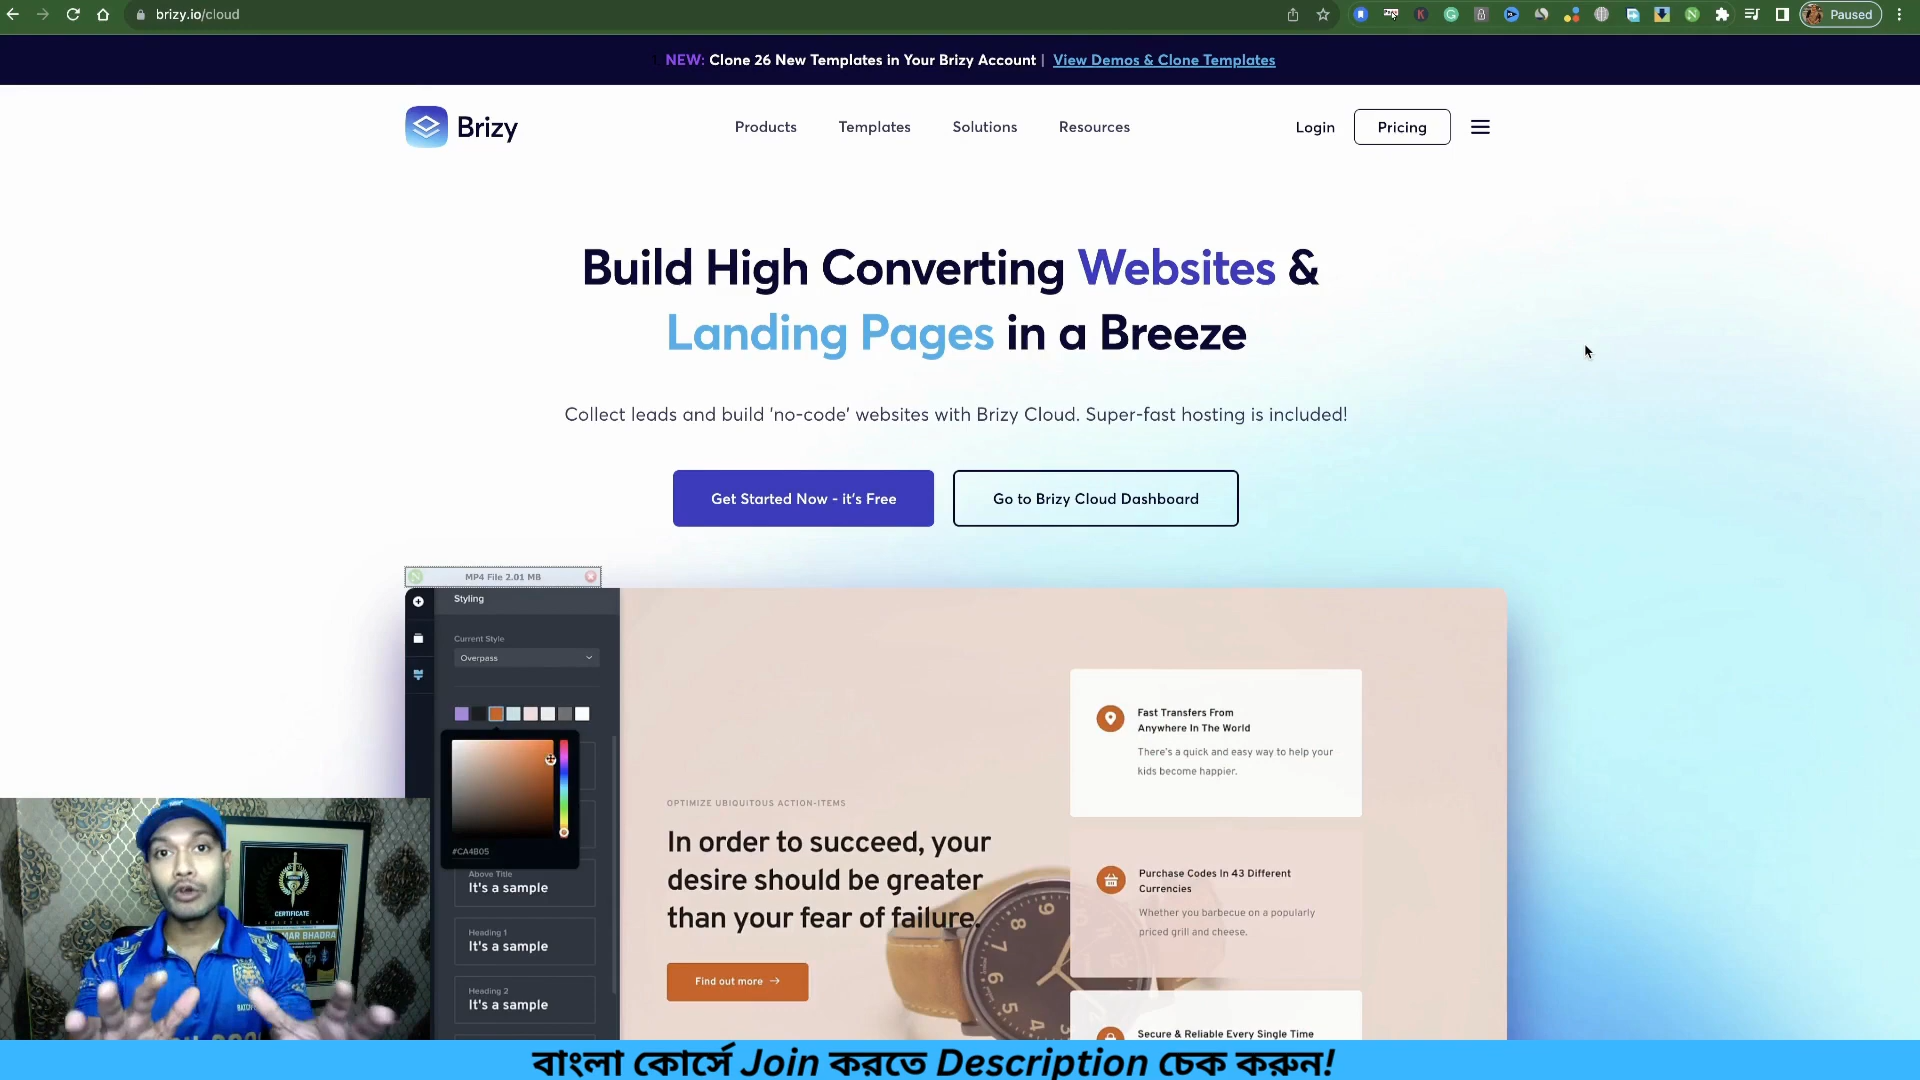 brizy.io/cloud
Paused
NEW: Clone 26 New Templates in Your Brizy Account | View Demos & Clone Templates
Brizy
Products
Templates
Solutions
Resources
Login
Pricing
Build High Converting Websites &
Landing Pages in a Breeze
Collect leads and build 'no-code' websites with Brizy Cloud. Super-fast hosting is included!
Get Started Now - it's Free
Go to Brizy Cloud Dashboard
MP4 File 2.01 MB
Styling
Current Style
Overpass
#CA4B05
Above Title
It's a sample
Heading 1
It's a sample
Heading 2
It's a sample
OPTIMIZE UBIQUITOUS ACTION-ITEMS
In order to succeed, your
desire should be greater
than your fear of failure.
Find out more →
Fast Transfers From
Anywhere In The World
There's a quick and easy way to help your
kids become happier.
Purchase Codes In 43 Different
Currencies
Whether you barbecue on a popularly
priced grill and cheese.
Secure & Reliable Every Single Time
CERTIFICATE
MAR BHADRA
বাংলা কোর্সে Join করতে Description চেক করুন!